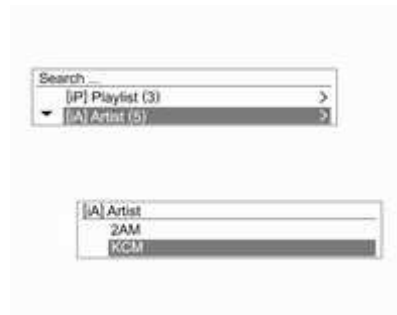 Search ...
[iP] Playlist (3) >
[iA] Artist (5) >
[iA] Artist
2AM
KCM